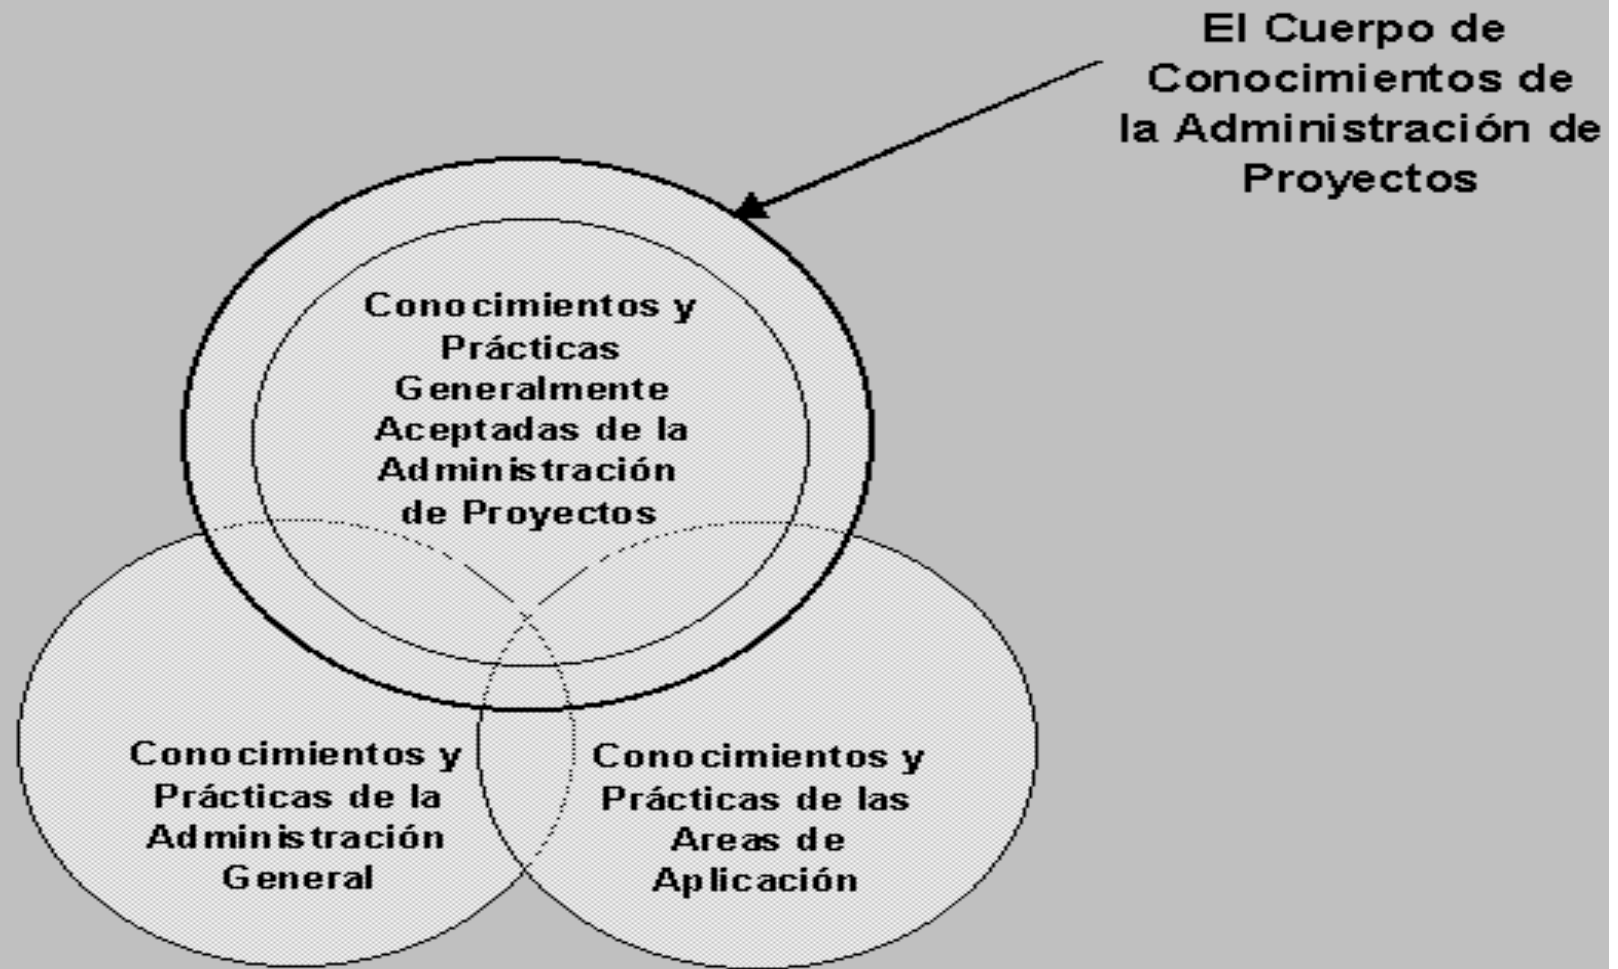 El Cuerpo de
Conocimientos de
la Administración de
Proyectos
Conocimientos y
Prácticas
Generalmente
Aceptadas de la
Administración
de Proyectos
Conocimientos y
Prácticas de la
Administración
General
Conocimientos y
Prácticas de las
Areas de
Aplicación